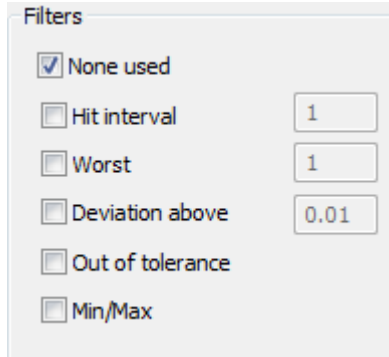 Filters
None used
Hit interval 1
Worst 1
Deviation above 0.01
Out of tolerance
Min/Max